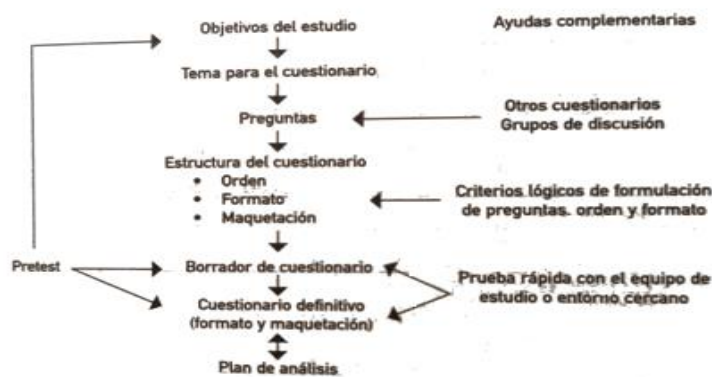 Objetivos del estudio
Ayudas complementarias
Tema para el cuestionario
Preguntas
Otros cuestionarios
Grupos de discusión
Estructura del cuestionario
• Orden
• Formato
• Maquetación
Criterios lógicos de formulación
de preguntas. orden y formato
Pretest
Borrador de cuestionario
Prueba rápida con el equipo de
estudio o entorno cercano
Cuestionario definitivo
(formato y maquetación)
Plan de análisis